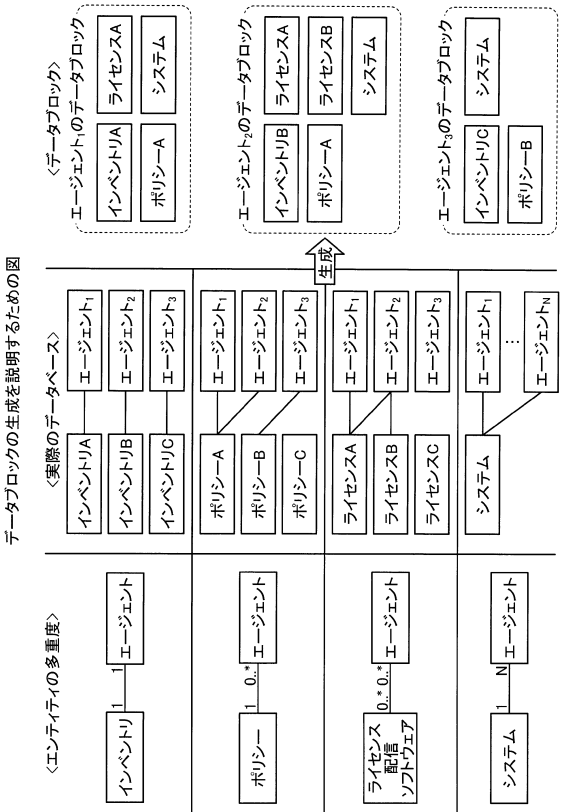 データブロックの生成を説明するための図
<エンティティの多重度>
インベントリ
1
1
エージェント
ポリシー
1
0..*
エージェント
ライセンス
配信
ソフトウェア
0..*
0..*
エージェント
システム
1
N
エージェント
<実際のデータベース>
インベントリA
エージェント1
インベントリB
エージェント2
インベントリC
エージェント3
ポリシーA
エージェント1
ポリシーB
エージェント2
ポリシーC
エージェント3
ライセンスA
エージェント1
ライセンスB
エージェント2
ライセンスC
エージェント3
システム
エージェント1
…
エージェントN
生成
<データブロック>
エージェント1のデータブロック
インベントリA
ライセンスA
ポリシーA
システム
エージェント2のデータブロック
インベントリB
ライセンスA
ポリシーA
ライセンスB
システム
エージェント3のデータブロック
インベントリC
システム
ポリシーB